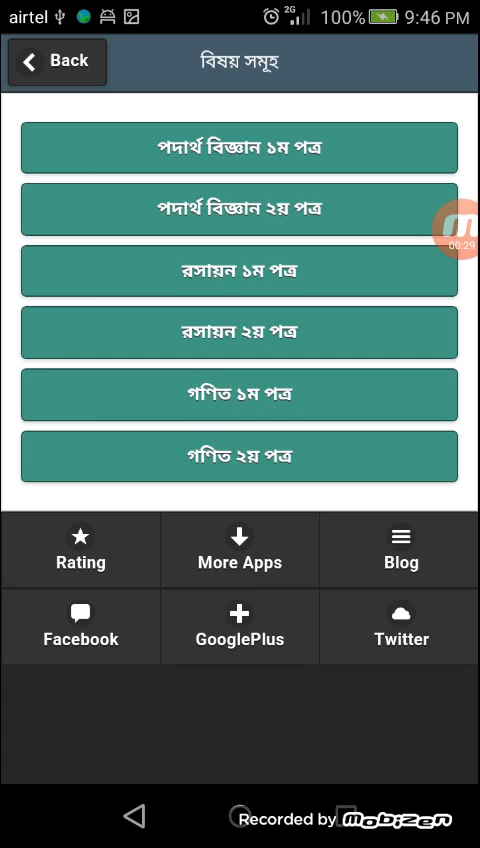 airtel 2G 100% 9:46 PM
Back বিষয় সমূহ
পদার্থ বিজ্ঞান ১ম পত্র
পদার্থ বিজ্ঞান ২য় পত্র
00:29
রসায়ন ১ম পত্র
রসায়ন ২য় পত্র
গণিত ১ম পত্র
গণিত ২য় পত্র
Rating More Apps Blog
Facebook GooglePlus Twitter
Recorded by Mobizen